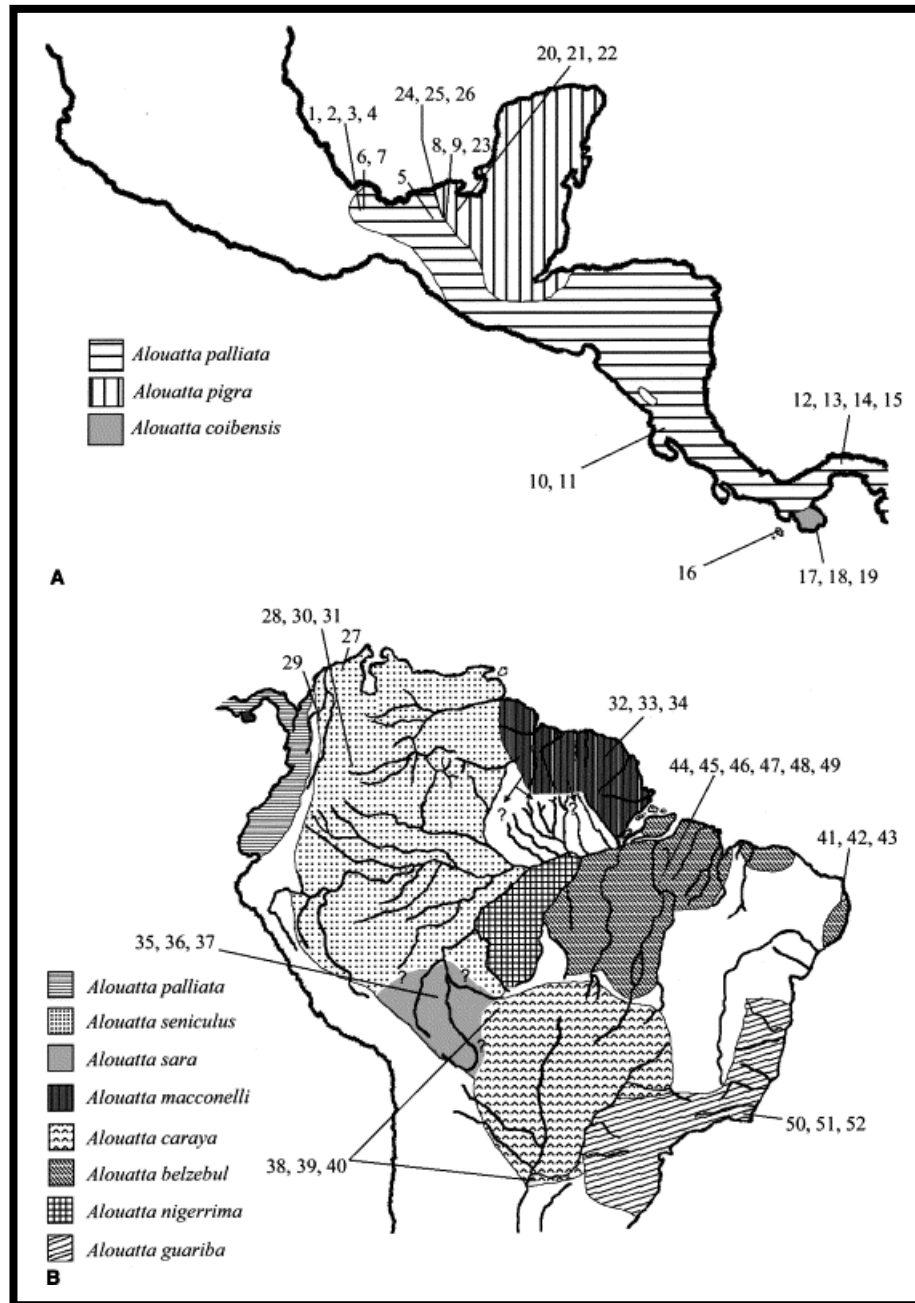 20, 21, 22
24, 25, 26
1, 2, 3, 4
8, 9, 23
6, 7
5
Alouatta palliata
Alouatta pigra
Alouatta coibensis
12, 13, 14, 15
10, 11
16
17, 18, 19
A
28, 30, 31
27
29
32, 33, 34
44, 45, 46, 47, 48, 49
?
?
41, 42, 43
35, 36, 37
?
?
?
Alouatta palliata
Alouatta seniculus
Alouatta sara
Alouatta macconelli
Alouatta caraya
Alouatta belzebul
Alouatta nigerrima
Alouatta guariba
38, 39, 40
50, 51, 52
B